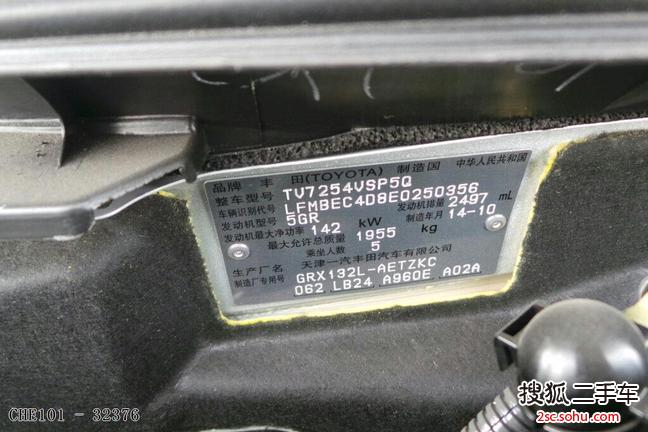 品牌 丰田(TOYOTA) 制造国 中华人民共和国
整车型号 TV7254VSP5Q
车辆识别代号 LFMBEC4D8E0250356
发动机型号 5GR 发动机排量 2497 mL
发动机最大净功率 142 kW 制造年月 14-10
最大允许总质量 1955 kg
乘坐人数 5
生产厂名 天津一汽丰田汽车有限公司
制造厂专用号 GRX132L-AETZKC
062 LB24 A960E A02A
CHE101 - 32376
搜狐二手车
2sc.sohu.com